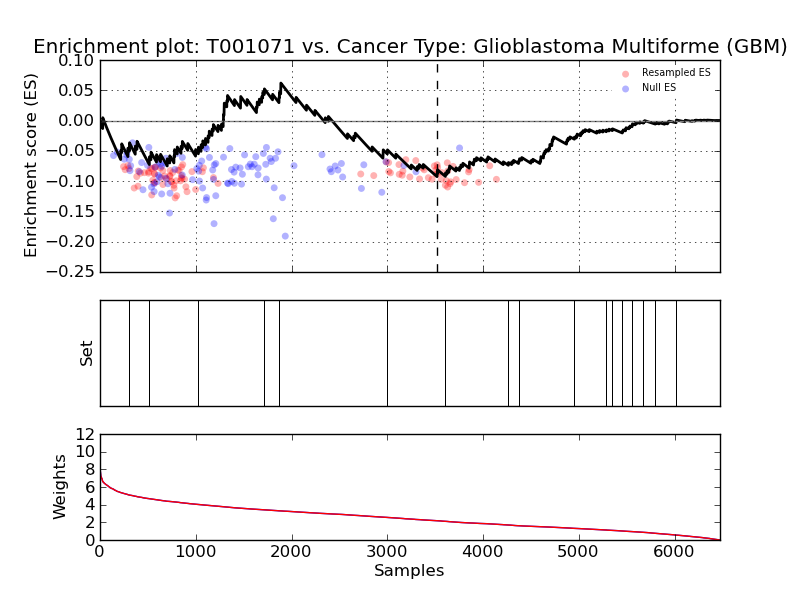 Enrichment plot: T001071 vs. Cancer Type: Glioblastoma Multiforme (GBM)
0.10
0.05
0.00
−0.05
−0.10
−0.15
−0.20
−0.25
Enrichment score (ES)
Resampled ES
Null ES
Set
12
10
8
6
4
2
0
Weights
0 1000 2000 3000 4000 5000 6000
Samples